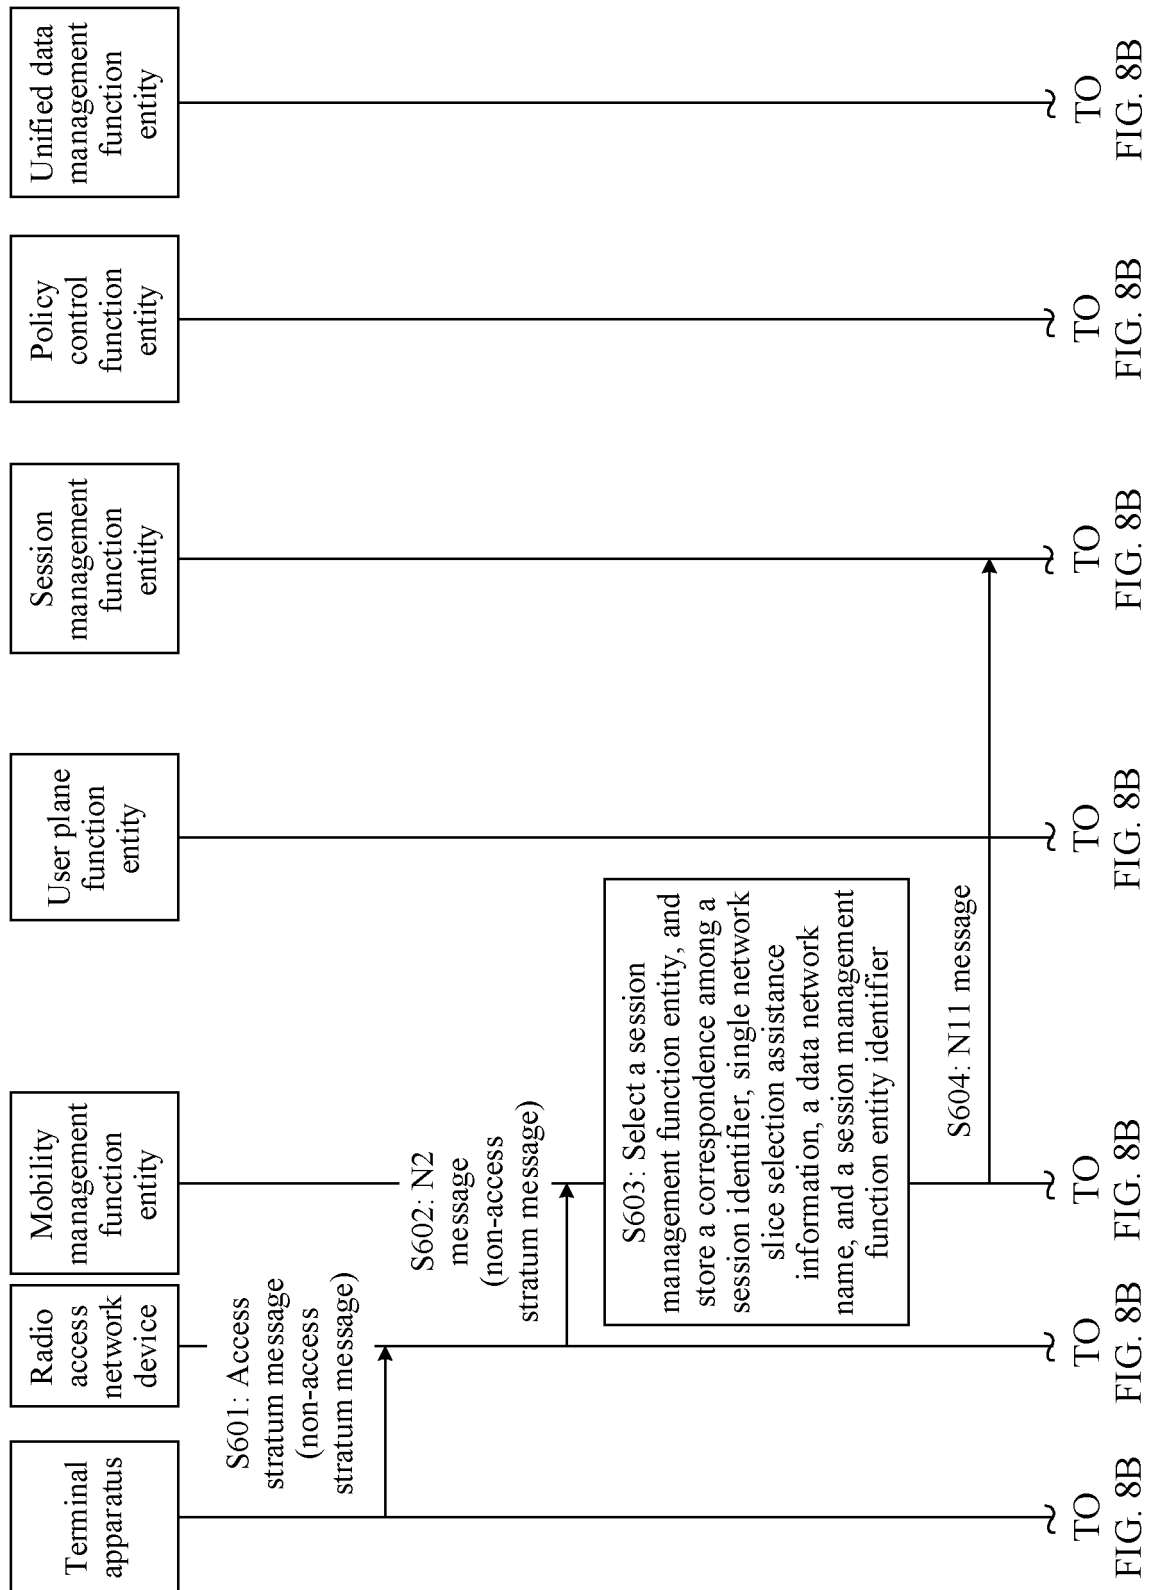 Terminal
apparatus
Radio
access
network
device
Mobility
management
function
entity
User plane
function
entity
Session
management
function
entity
Policy
control
function
entity
Unified data
management
function
entity
S601: Access
stratum message
(non-access
stratum message)
S602: N2
message
(non-access
stratum message)
S603: Select a session
management function entity, and
store a correspondence among a
session identifier, single network
slice selection assistance
information, a data network
name, and a session management
function entity identifier
S604: N11 message
TO
FIG. 8B
TO
FIG. 8B
TO
FIG. 8B
TO
FIG. 8B
TO
FIG. 8B
TO
FIG. 8B
TO
FIG. 8B